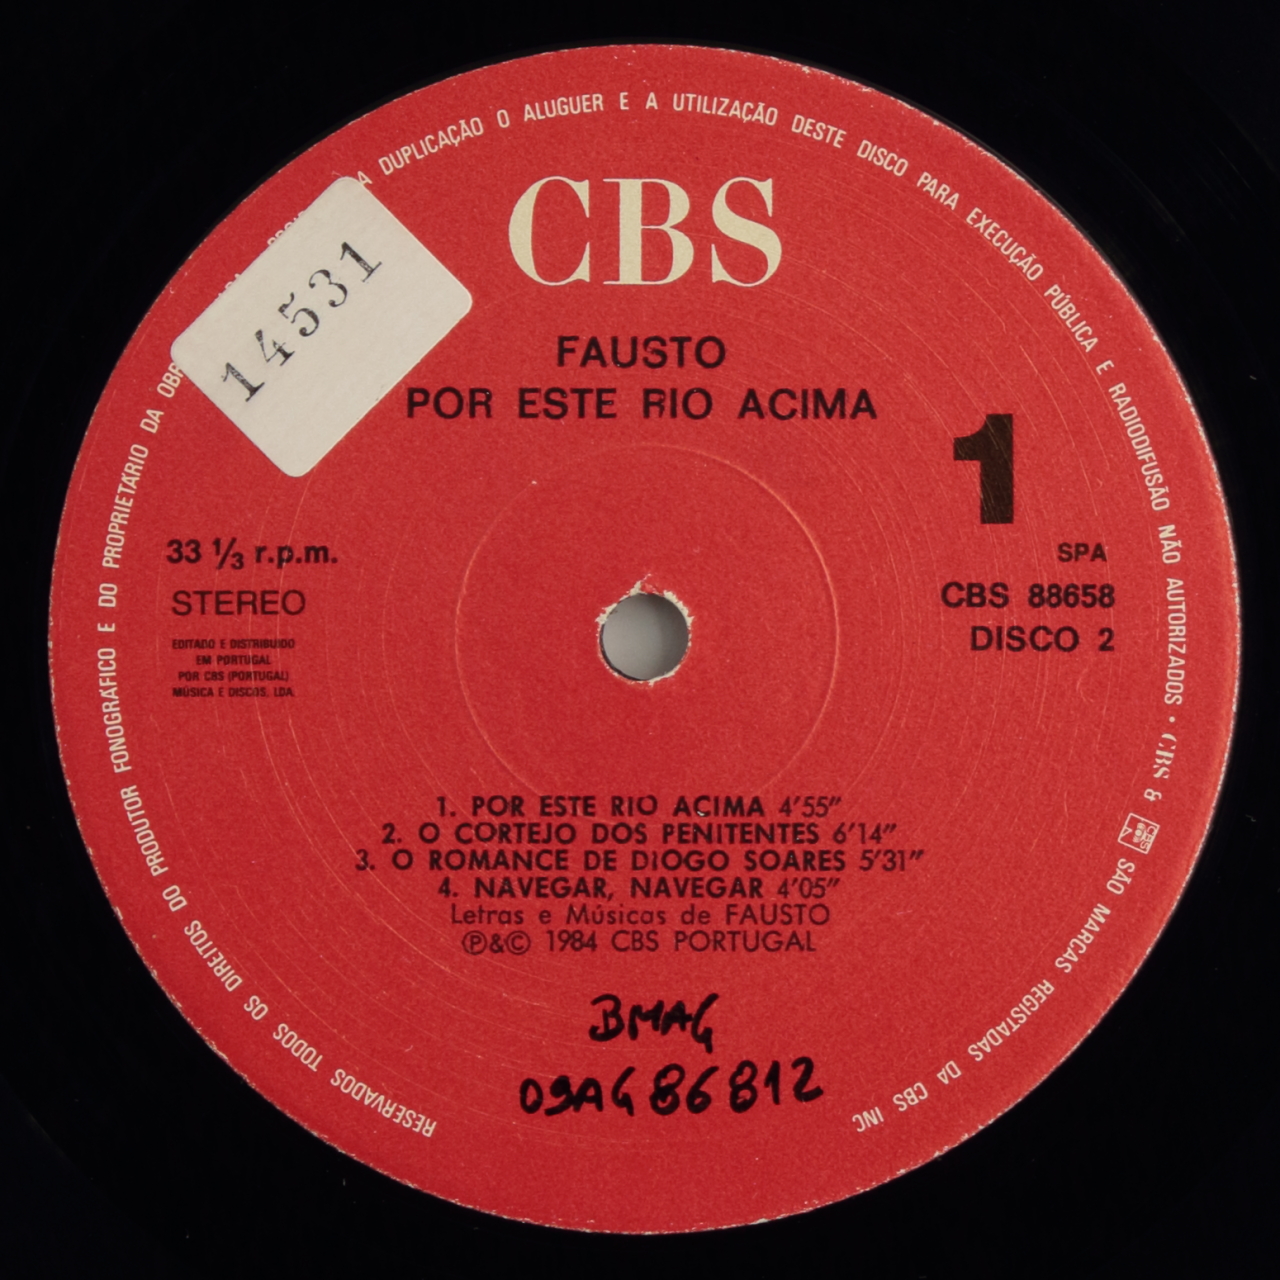 RESERVADOS TODOS OS DIREITOS DO PRODUTOR FONOGRÁFICO E DO PROPRIETÁRIO DA A DUPLICAÇÃO O ALUGUER E A UTILIZAÇÃO DESTE DISCO PARA EXECUÇÃO PÚBLICA E RADIODIFUSÃO NÃO AUTORIZADOS • CBS & SÃO MARCAS REGISTADAS DA CBS INC
CBS
14531
FAUSTO
POR ESTE RIO ACIMA
1
33 1/3 r.p.m.
STEREO
EDITADO E DISTRIBUIDO
EM PORTUGAL
POR CBS (PORTUGAL)
MÚSICA E DISCOS, LDA.
SPA
CBS 88658
DISCO 2
1. POR ESTE RIO ACIMA 4'55"
2. O CORTEJO DOS PENITENTES 6'14"
3. O ROMANCE DE DIOGO SOARES 5'31"
4. NAVEGAR, NAVEGAR 4'05"
Letras e Músicas de FAUSTO
Ⓟ&© 1984 CBS PORTUGAL
BMAG
09AG86812